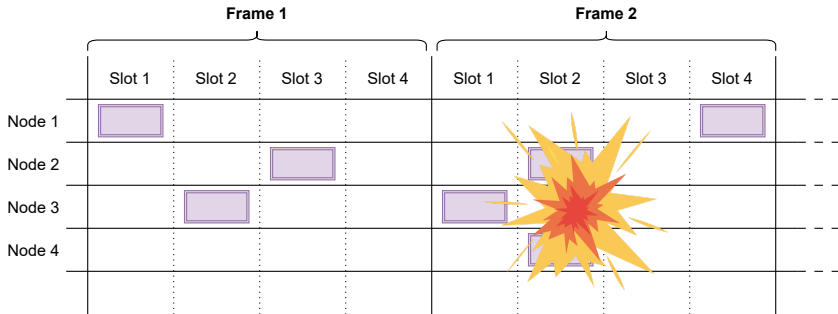 Frame 1 Frame 2
Slot 1 Slot 2 Slot 3 Slot 4 Slot 1 Slot 2 Slot 3 Slot 4
Node 1
Node 2
Node 3
Node 4